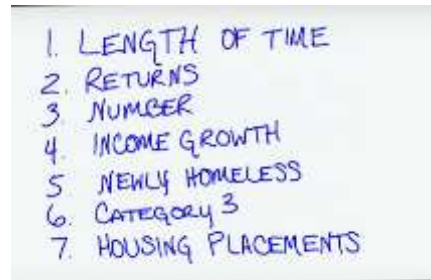 1. LENGTH OF TIME
2. RETURNS
3 NUMBER
4. INCOME GROWTH
5 NEWLY HOMELESS
6. CATEGORY 3
7. HOUSING PLACEMENTS